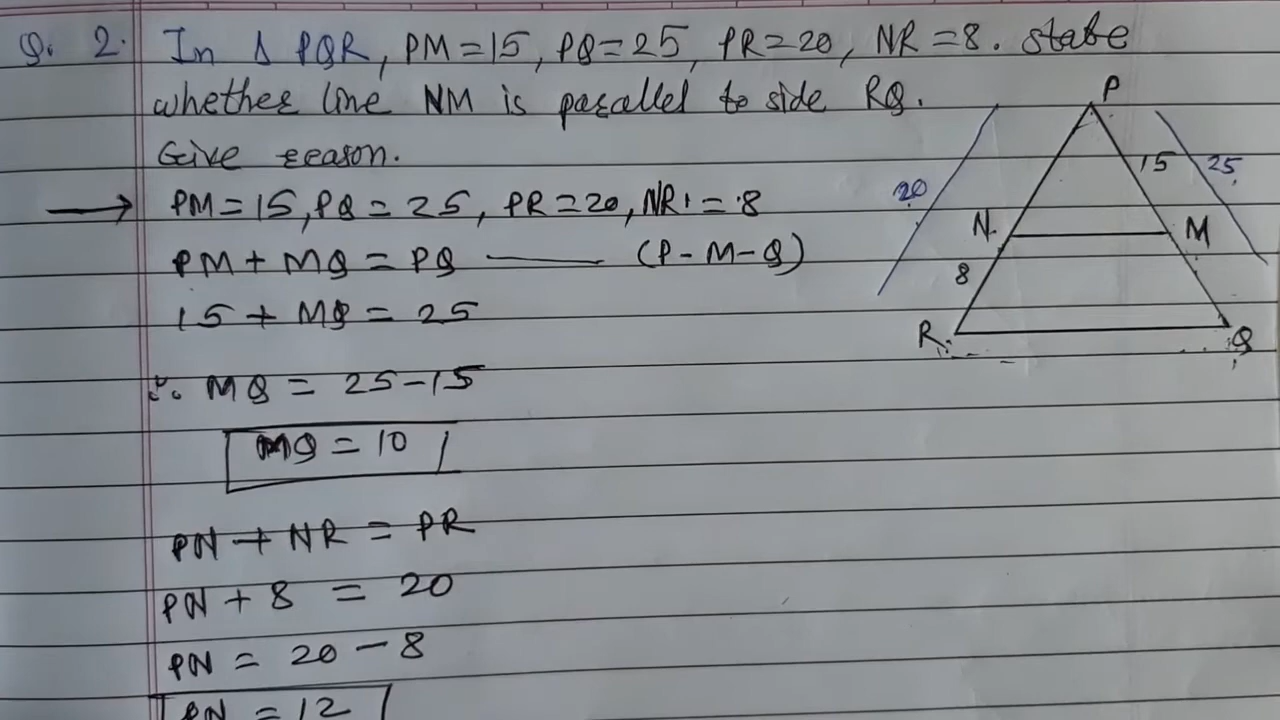 Q. 2. In Δ PQR, PM = 15, PQ = 25, PR = 20, NR = 8. state
whether line NM is parallel to side RQ.
Give reason.
→ PM = 15, PQ = 25, PR = 20, NR = 8
PM + MQ = PQ —— (P - M - Q)
15 + MQ = 25
∴ MQ = 25 - 15
MQ = 10
PN + NR = PR
PN + 8 = 20
PN = 20 - 8
PN = 12
P
15
25
20
N
M
8
R
Q